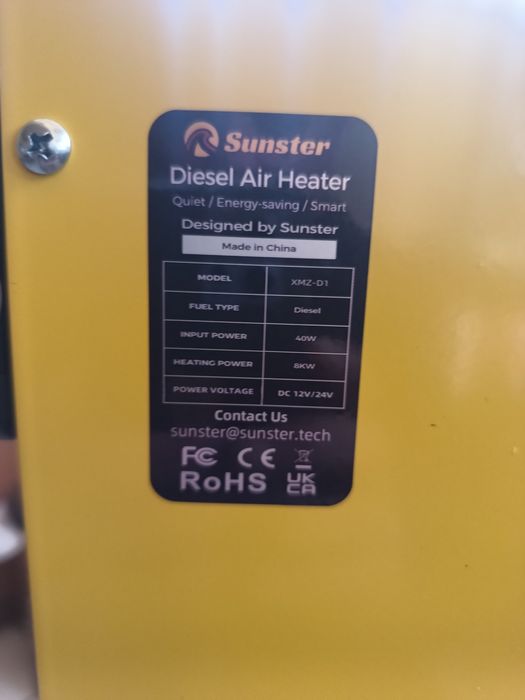 Sunster
Diesel Air Heater
Quiet / Energy-saving / Smart
Designed by Sunster
Made in China
MODEL XMZ-D1
FUEL TYPE Diesel
INPUT POWER 40W
HEATING POWER 8KW
POWER VOLTAGE DC 12V/24V
Contact Us
sunster@sunster.tech
FC CE
RoHS UK
CA